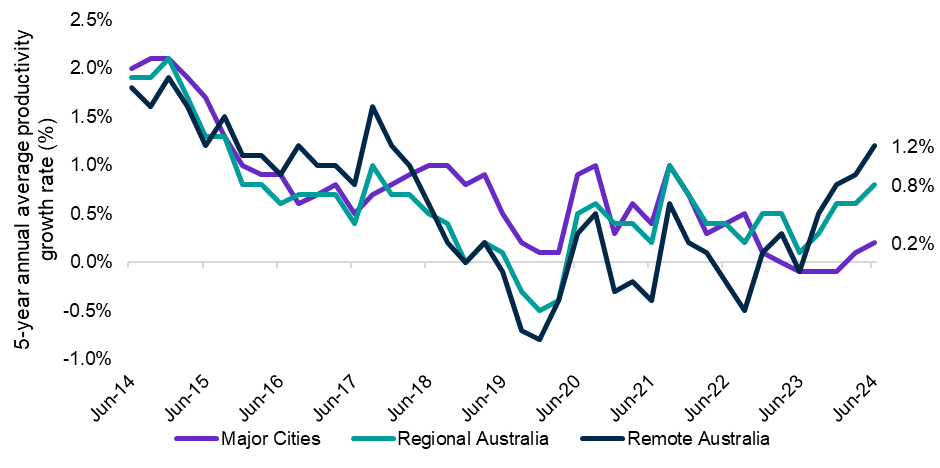 5-year annual average productivity
growth rate (%)
2.5%
2.0%
1.5%
1.0%
0.5%
0.0%
-0.5%
-1.0%
1.2%
0.8%
0.2%
Jun-14
Jun-15
Jun-16
Jun-17
Jun-18
Jun-19
Jun-20
Jun-21
Jun-22
Jun-23
Jun-24
Major Cities
Regional Australia
Remote Australia